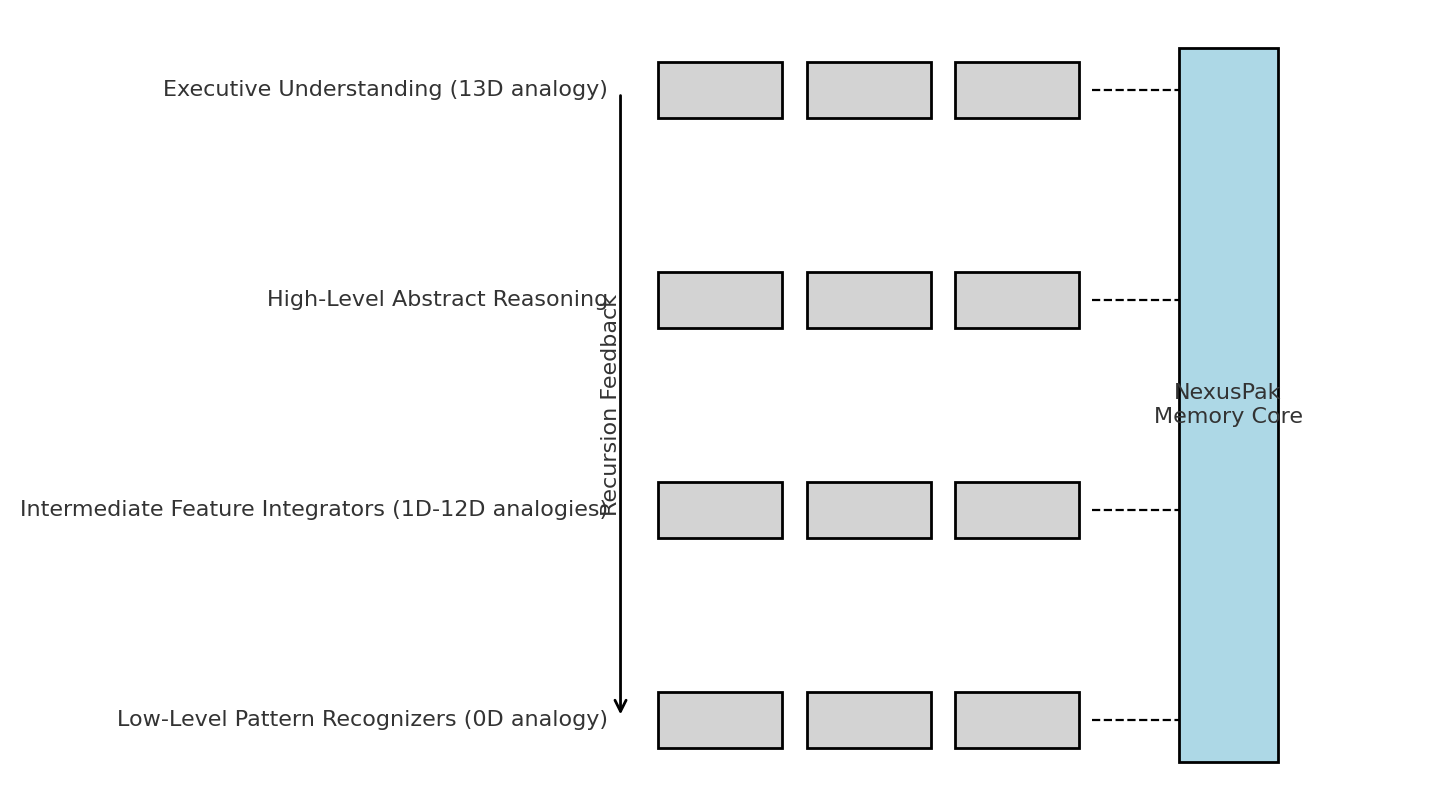 Executive Understanding (13D analogy)
High-Level Abstract Reasoning
Recursion Feedback
NexusPak
Memory Core
Intermediate Feature Integrators (1D-12D analogies)
Low-Level Pattern Recognizers (0D analogy)